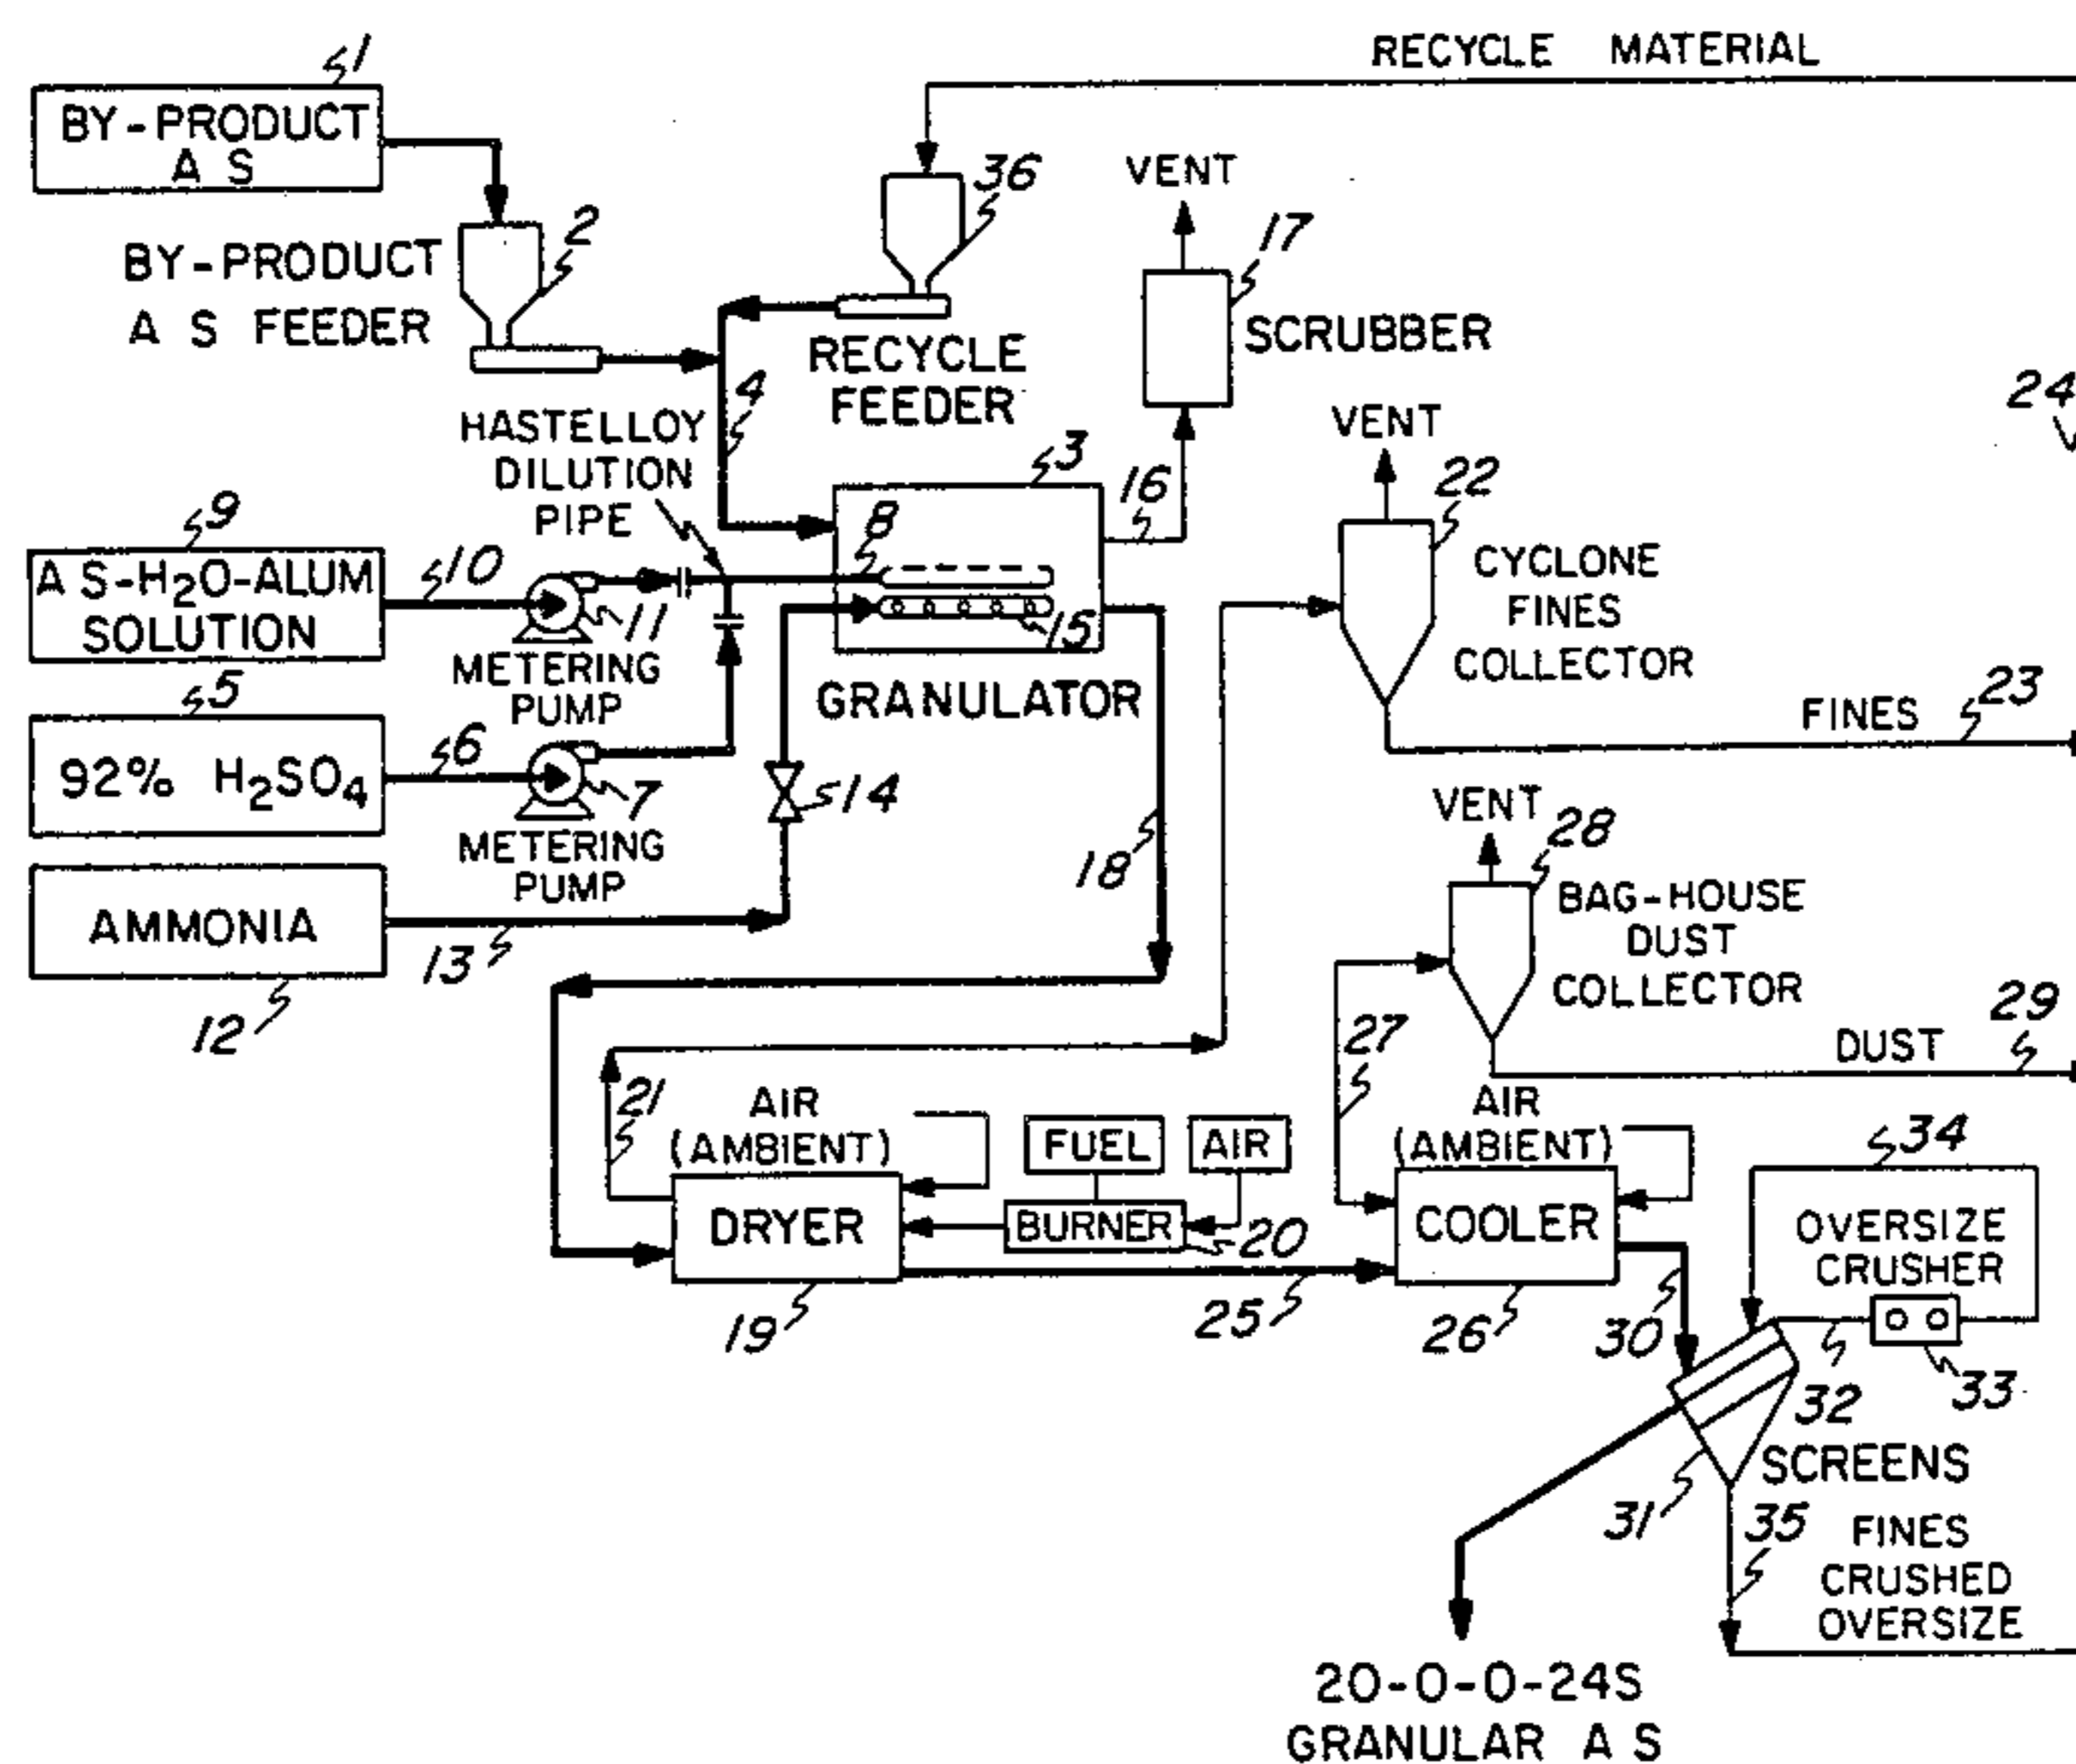 RECYCLE MATERIAL
1
BY-PRODUCT
A S
36
VENT
17
2
BY-PRODUCT
A S FEEDER
SCRUBBER
RECYCLE
FEEDER
4
24
HASTELLOY
DILUTION
PIPE
VENT
3
16
22
9
8
A S-H2O-ALUM
SOLUTION
10
11
15
CYCLONE
FINES
COLLECTOR
METERING
PUMP
GRANULATOR
5
FINES
23
92% H2SO4
6
7
14
VENT
28
METERING
PUMP
18
BAG-HOUSE
DUST
COLLECTOR
AMMONIA
13
12
27
29
DUST
21
AIR
(AMBIENT)
FUEL
AIR
AIR
(AMBIENT)
34
DRYER
BURNER
20
COOLER
OVERSIZE
CRUSHER
19
25
26
30
33
32
SCREENS
31
35
FINES
CRUSHED
OVERSIZE
20-0-0-24S
GRANULAR A S